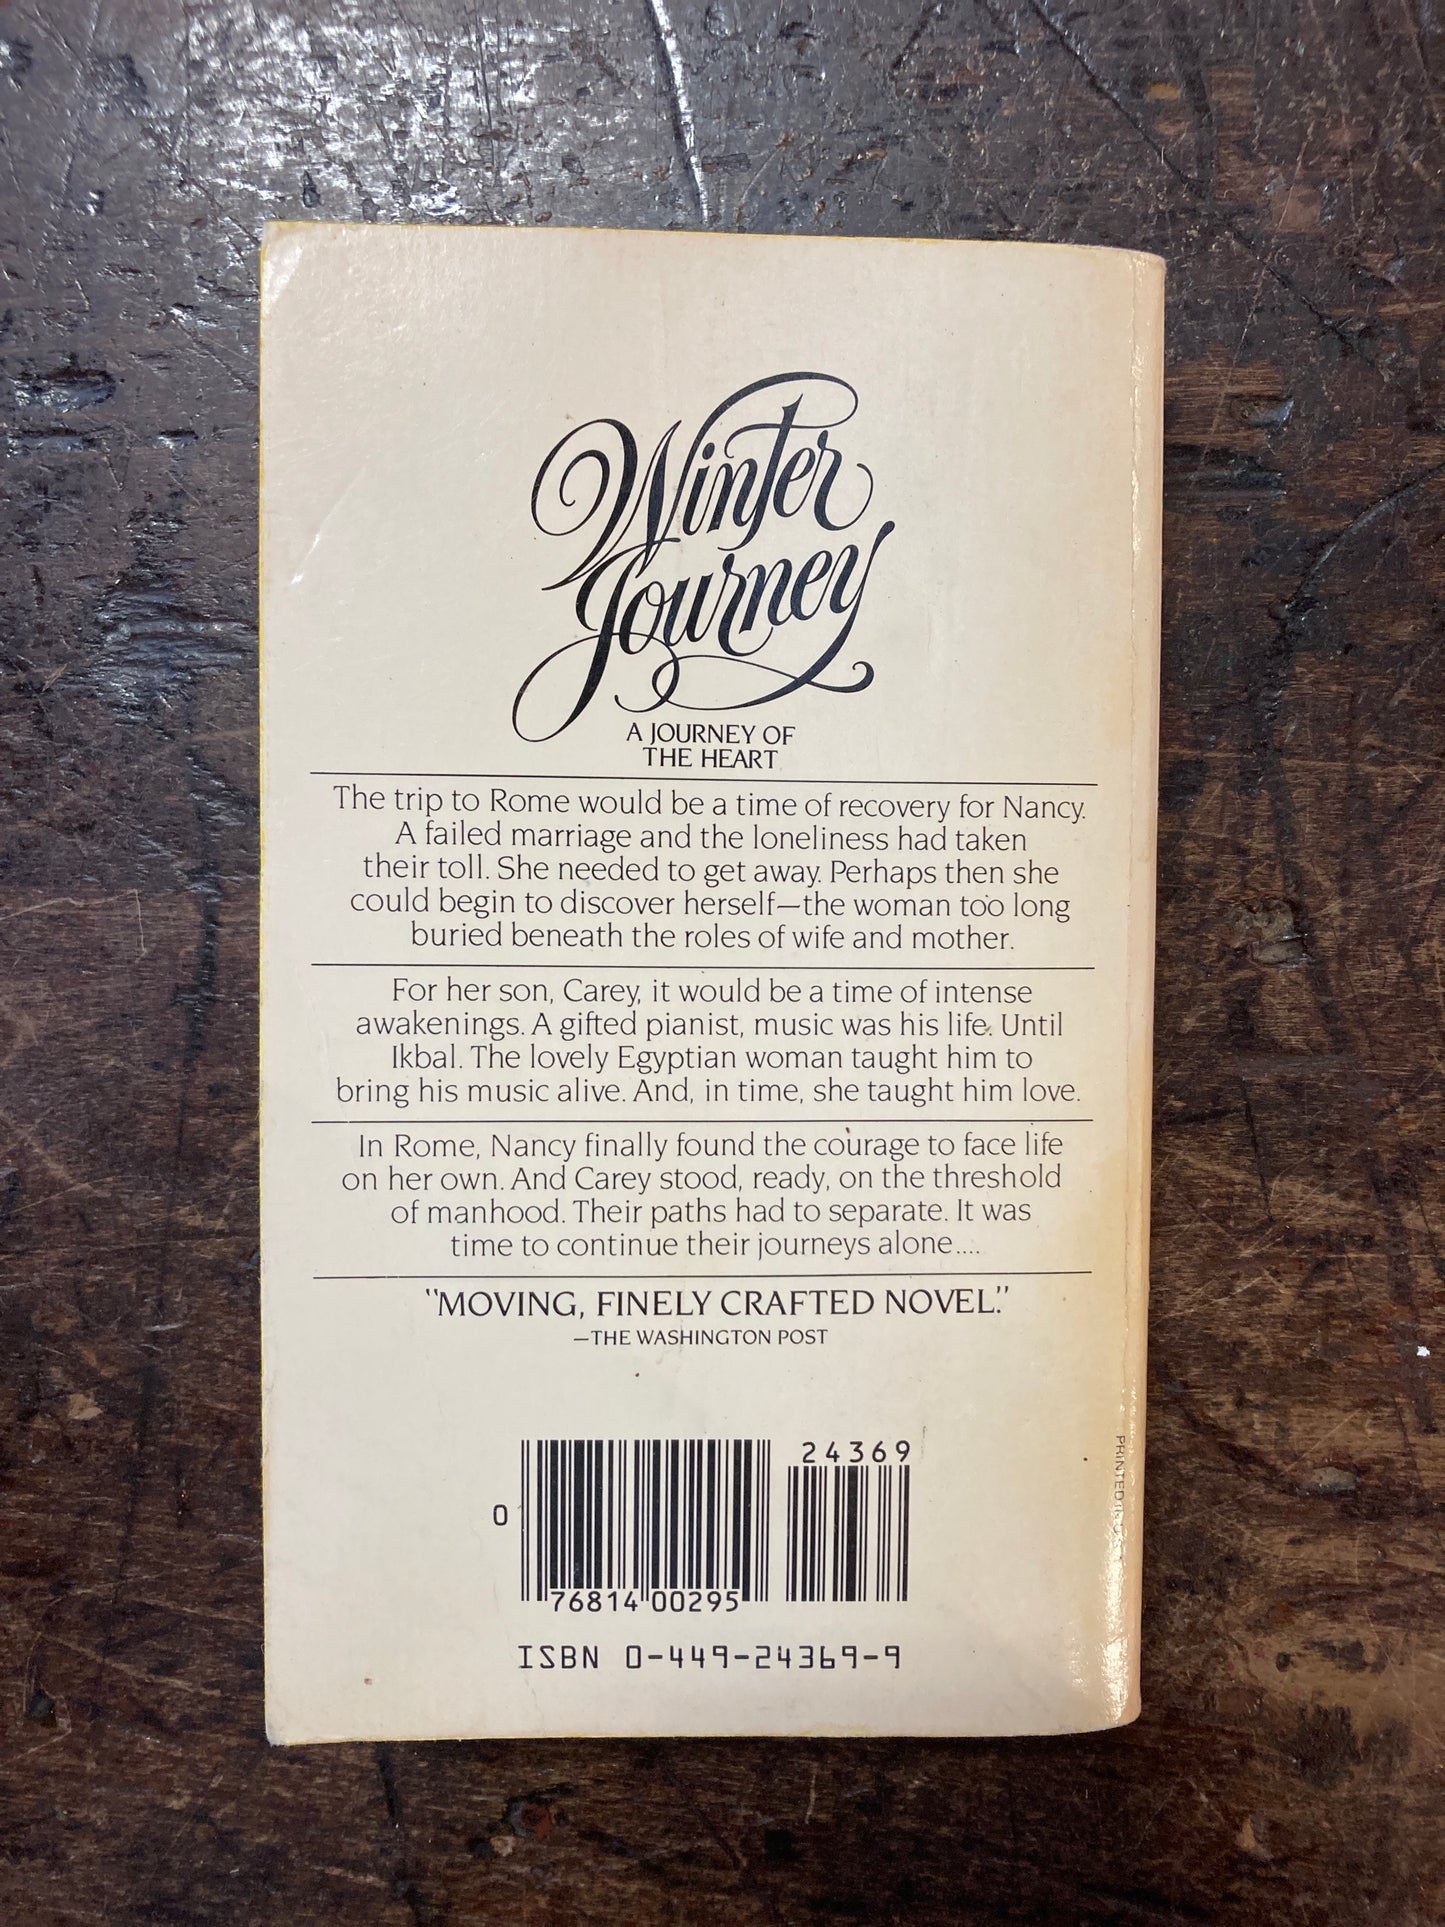 Winter
Journey
A JOURNEY OF
THE HEART
The trip to Rome would be a time of recovery for Nancy.
A failed marriage and the loneliness had taken
their toll. She needed to get away. Perhaps then she
could begin to discover herself—the woman too long
buried beneath the roles of wife and mother.
For her son, Carey, it would be a time of intense
awakenings. A gifted pianist, music was his life. Until
Ikbal. The lovely Egyptian woman taught him to
bring his music alive. And, in time, she taught him love.
In Rome, Nancy finally found the courage to face life
on her own. And Carey stood, ready, on the threshold
of manhood. Their paths had to separate. It was
time to continue their journeys alone....
"MOVING, FINELY CRAFTED NOVEL."
—THE WASHINGTON POST
24369
0
76814 00295
ISBN 0-449-24369-9
PRINTED